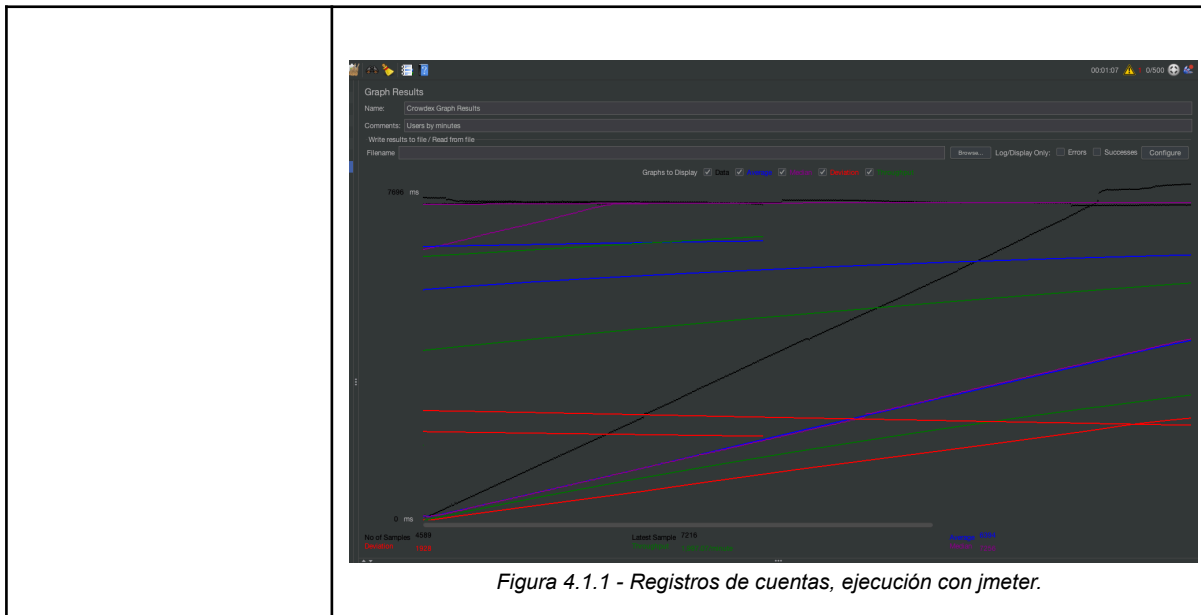 00:01:07 0/500
Graph Results
Name: Crowdex Graph Results
Comments: Users by minutes
Write results to file / Read from file
Filename Browse... Log/Display Only: Errors Successes Configure
Graphs to Display Data Average Deviation
7696 ms
0 ms
No of Samples 4589 Latest Sample 7216 Average
Deviation
Figura 4.1.1 - Registros de cuentas, ejecución con jmeter.